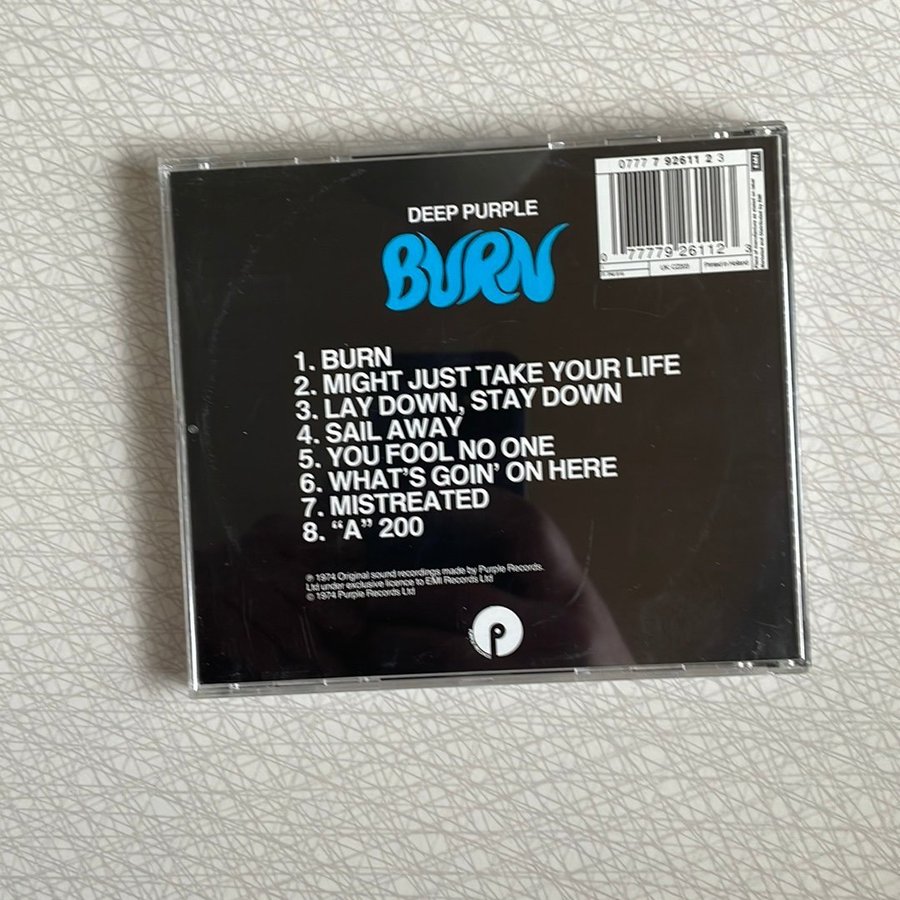 0777 7 92611 2 3
0 77779 26112 3
Printed in Holland
DEEP PURPLE
BURN
1. BURN
2. MIGHT JUST TAKE YOUR LIFE
3. LAY DOWN, STAY DOWN
4. SAIL AWAY
5. YOU FOOL NO ONE
6. WHAT'S GOIN' ON HERE
7. MISTREATED
8. “A” 200
℗ 1974 Original sound recordings made by Purple Records.
Ltd under exclusive licence to EMI Records Ltd
© 1974 Purple Records Ltd